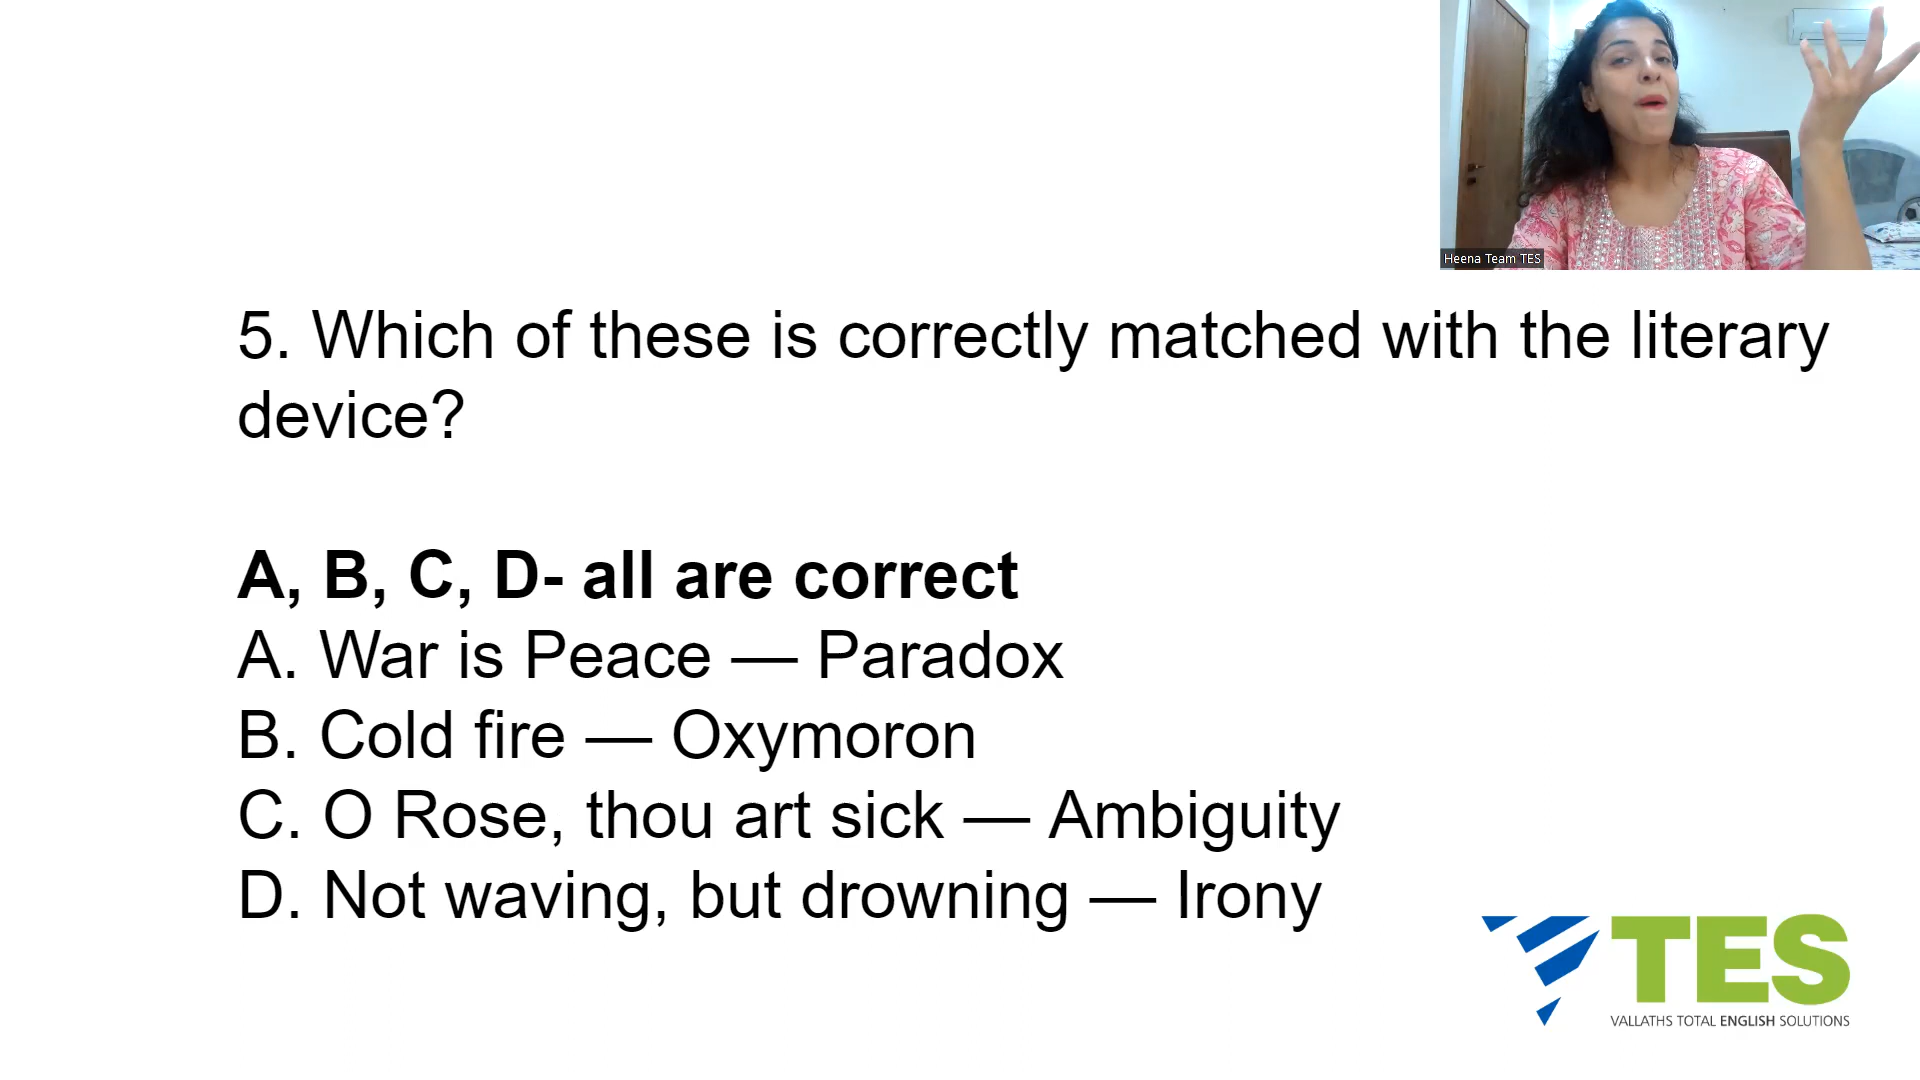 Heena Team TES
5. Which of these is correctly matched with the literary
device?
A, B, C, D- all are correct
A. War is Peace — Paradox
B. Cold fire — Oxymoron
C. O Rose, thou art sick — Ambiguity
D. Not waving, but drowning — Irony
TES
VALLATHS TOTAL ENGLISH SOLUTIONS